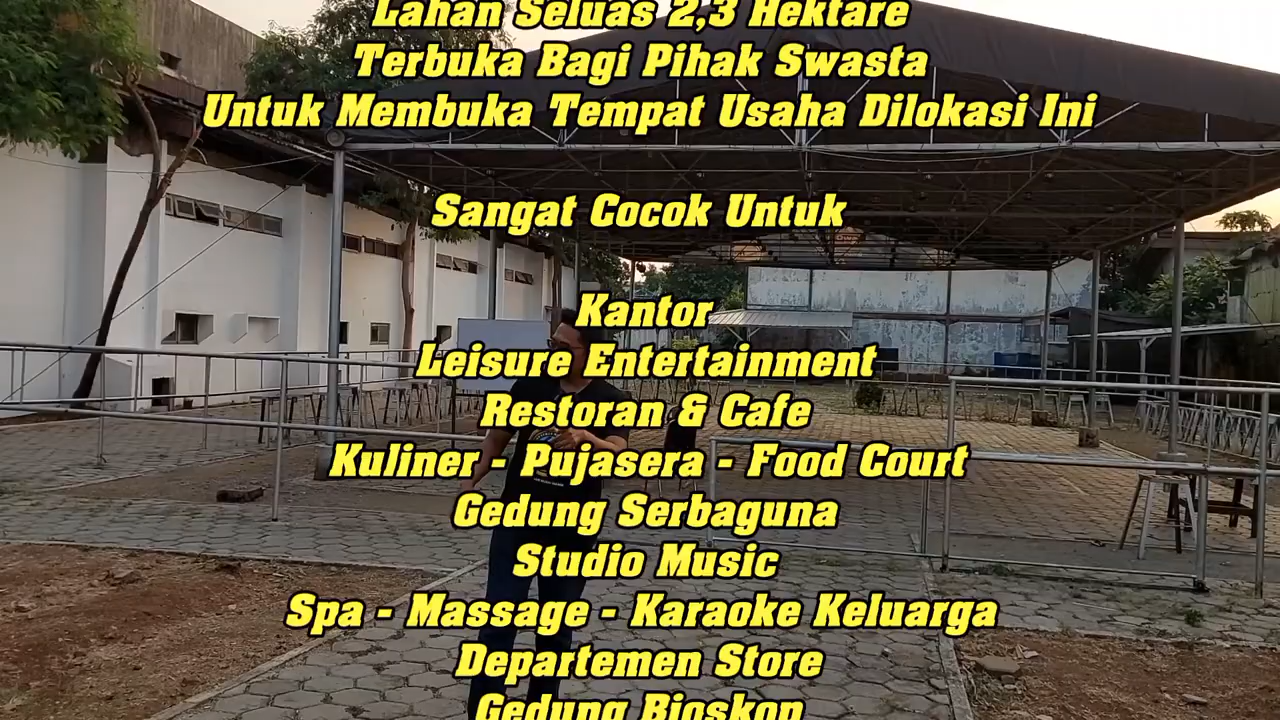 Lahan Seluas 2,3 Hektare
Terbuka Bagi Pihak Swasta
Untuk Membuka Tempat Usaha Dilokasi Ini
Sangat Cocok Untuk
Kantor
Leisure Entertainment
Restoran & Cafe
Kuliner - Pujasera - Food Court
Gedung Serbaguna
Studio Music
Spa - Massage - Karaoke Keluarga
Departemen Store
Gedung Bioskop